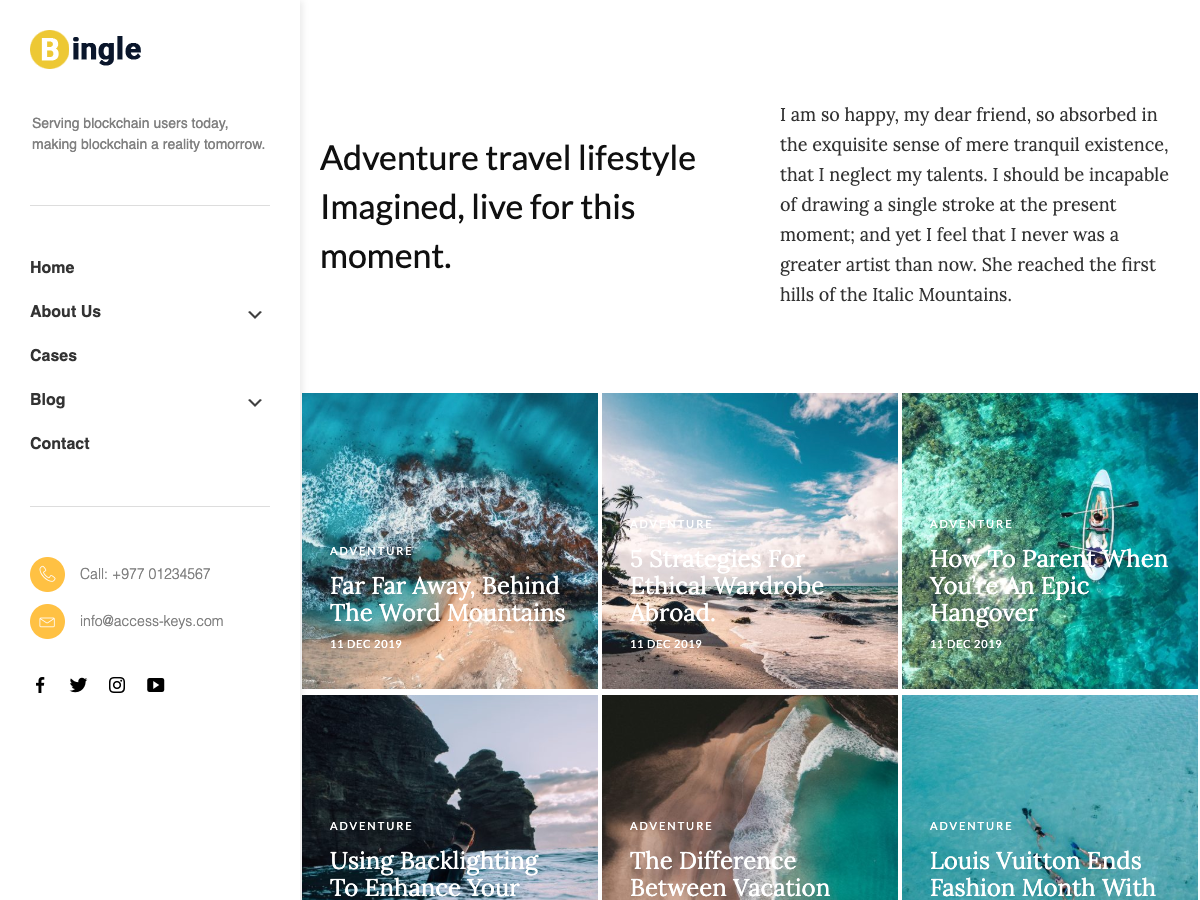 Bingle
Serving blockchain users today,
making blockchain a reality tomorrow.
Home
About Us
Cases
Blog
Contact
Call: +977 01234567
info@access-keys.com
Adventure travel lifestyle
Imagined, live for this
moment.
I am so happy, my dear friend, so absorbed in
the exquisite sense of mere tranquil existence,
that I neglect my talents. I should be incapable
of drawing a single stroke at the present
moment; and yet I feel that I never was a
greater artist than now. She reached the first
hills of the Italic Mountains.
ADVENTURE
Far Far Away, Behind
The Word Mountains
11 DEC 2019
ADVENTURE
5 Strategies For
Ethical Wardrobe
Abroad.
11 DEC 2019
ADVENTURE
How To Parent When
You're An Epic
Hangover
11 DEC 2019
ADVENTURE
Using Backlighting
To Enhance Your
ADVENTURE
The Difference
Between Vacation
ADVENTURE
Louis Vuitton Ends
Fashion Month With